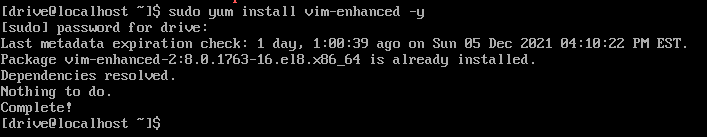 [drive@localhost ~]$ sudo yum install vim-enhanced -y
[sudo] password for drive:
Last metadata expiration check: 1 day, 1:00:39 ago on Sun 05 Dec 2021 04:10:22 PM EST.
Package vim-enhanced-2:8.0.1763-16.el8.x86_64 is already installed.
Dependencies resolved.
Nothing to do.
Complete!
[drive@localhost ~]$